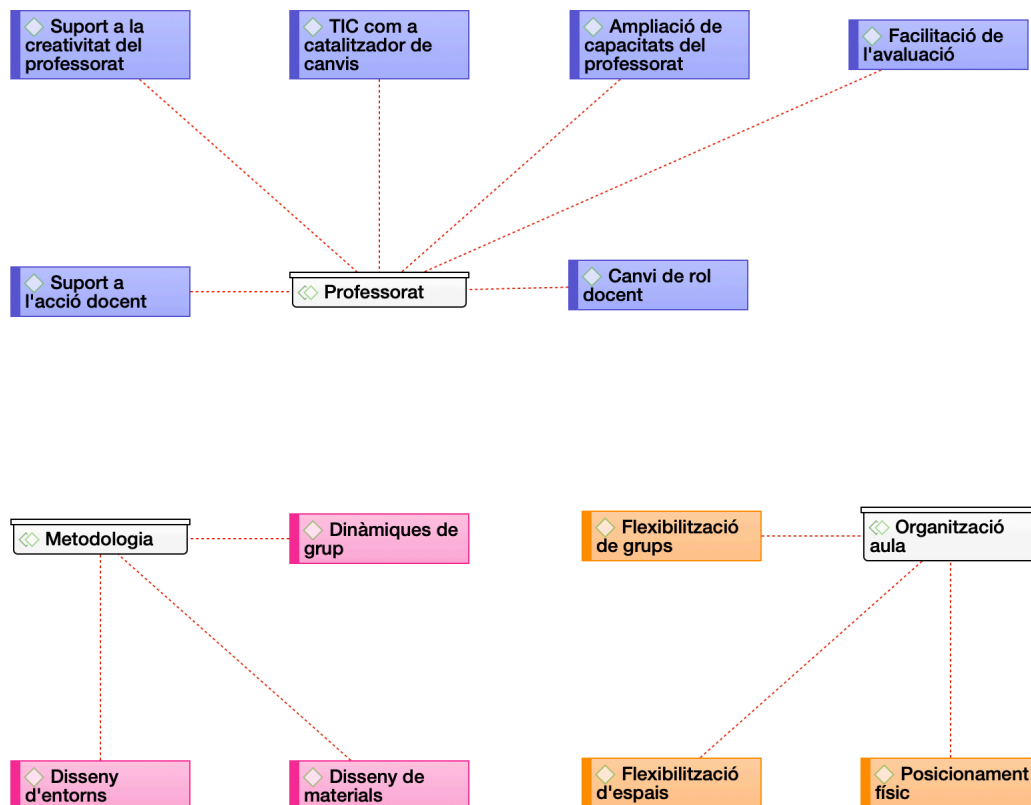 Suport a la
creativitat del
professorat
TIC com a
catalitzador de
canvis
Ampliació de
capacitats del
professorat
Facilitació de
l'avaluació
Suport a
l'acció docent
Professorat
Canvi de rol
docent
Metodologia
Dinàmiques de
grup
Flexibilització
de grups
Organització
aula
Disseny
d'entorns
Disseny de
materials
Flexibilització
d'espais
Posicionament
físic